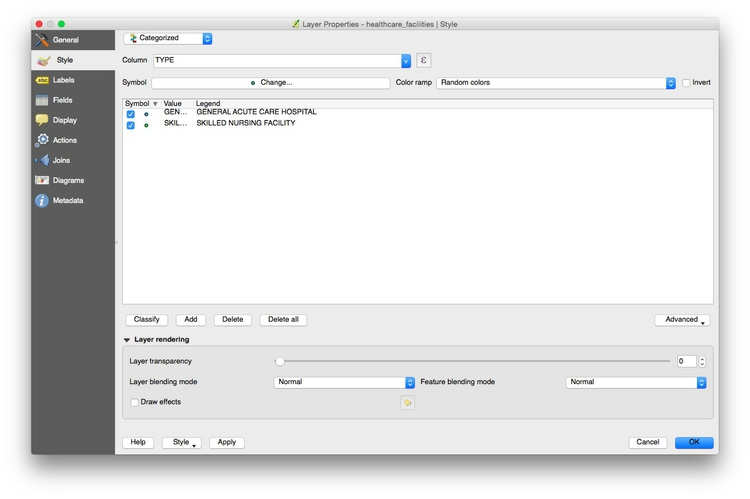 Layer Properties - healthcare_facilities | Style
General
Style
Labels
Fields
Display
Actions
Joins
Diagrams
Metadata
Categorized
Column TYPE ε
Symbol Change... Color ramp Random colors Invert
Symbol Value Legend
GEN... GENERAL ACUTE CARE HOSPITAL
SKIL... SKILLED NURSING FACILITY
Classify Add Delete Delete all Advanced
Layer rendering
Layer transparency 0
Layer blending mode Normal Feature blending mode Normal
Draw effects
Help Style Apply Cancel OK